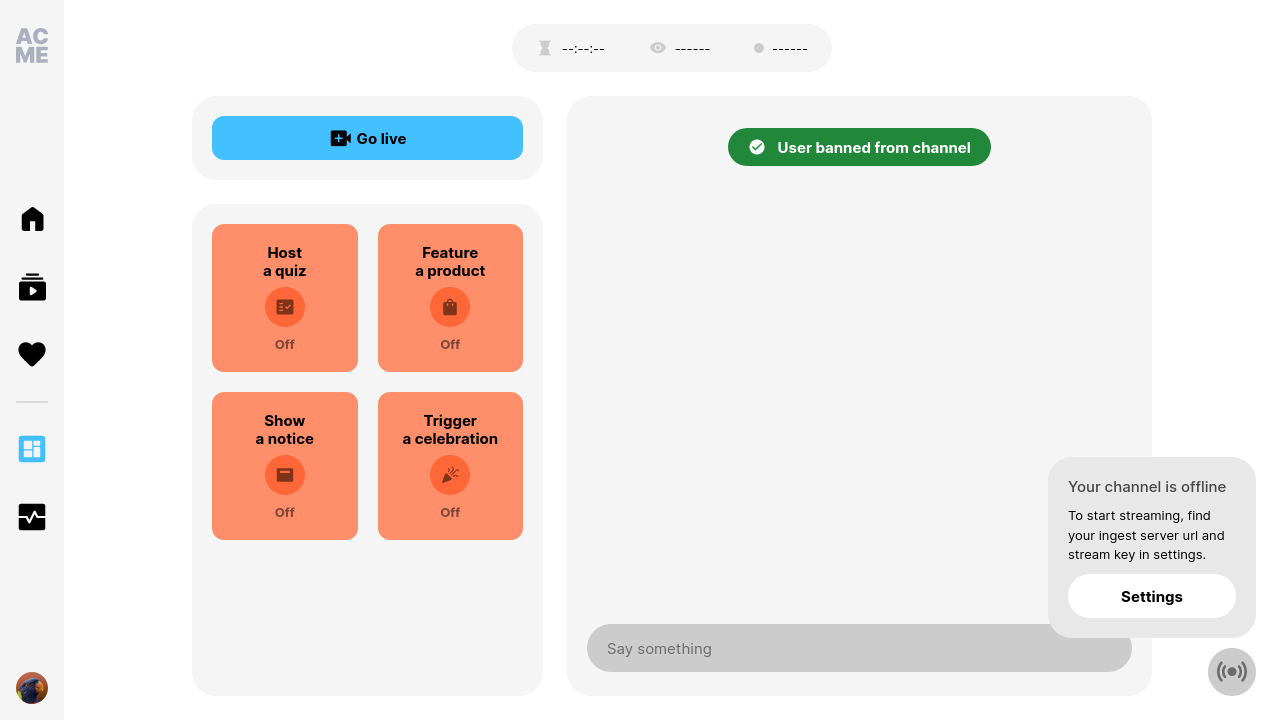 AC
ME
--:--:--
------
------
Go live
User banned from channel
Host
a quiz
Off
Feature
a product
Off
Show
a notice
Off
Trigger
a celebration
Off
Your channel is offline
To start streaming, find
your ingest server url and
stream key in settings.
Settings
Say something